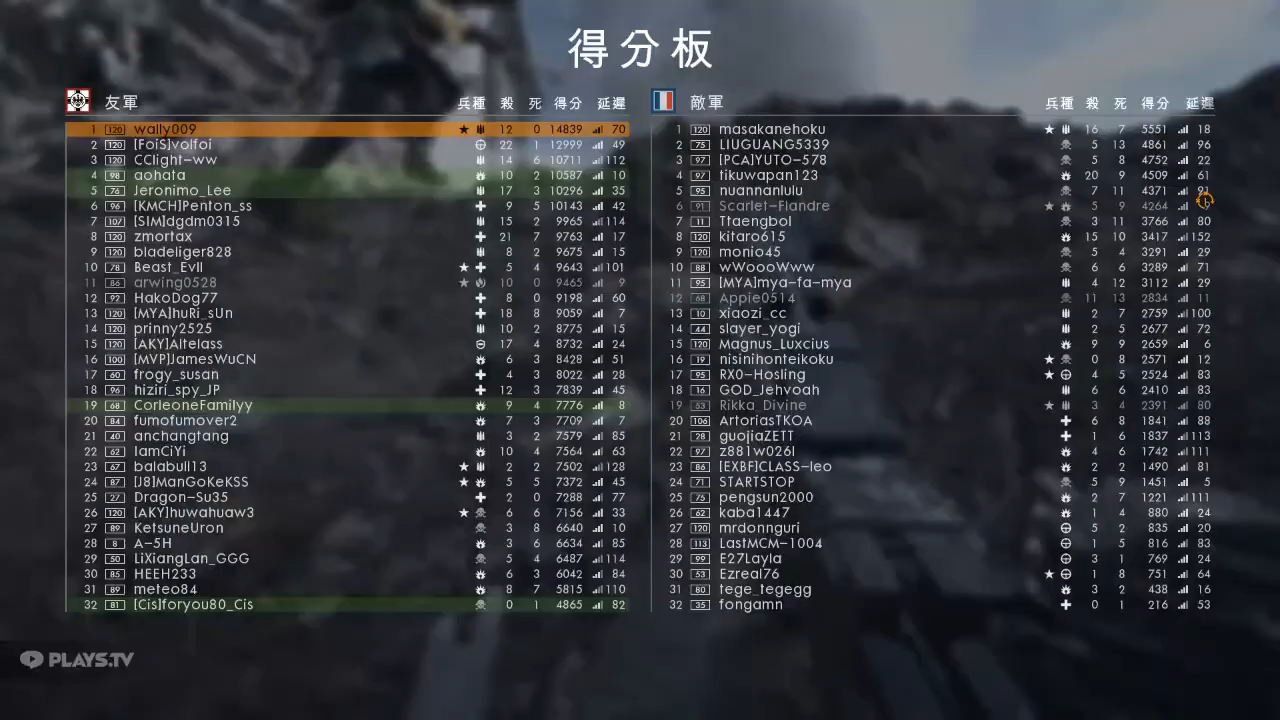 得分板
友軍 兵種 殺 死 得分 延遲
1 120 wally009 12 0 14839 70
2 120 [FoiS]volfoi 22 1 12999 49
3 120 CClight-ww 14 6 10711 112
4 98 aohata 10 2 10587 10
5 76 Jeronimo_Lee 17 3 10296 35
6 96 [KMCH]Penton_ss 9 5 10143 42
7 107 [SIM]dgdm0315 15 2 9965 114
8 120 zmortax 21 7 9763 17
9 120 bladeliger828 8 2 9675 15
10 78 Beast_Evll 5 4 9643 101
11 86 arwing0528 10 0 9465 9
12 92 HakoDog77 8 0 9198 60
13 120 [MYA]huRi_sUn 18 8 9059 7
14 120 prinny2525 10 2 8775 15
15 120 [AKY]Altelass 17 4 8732 24
16 100 [MVP]JamesWuCN 6 3 8428 51
17 60 frogy_susan 4 3 8022 28
18 96 hiziri_spy_JP 12 3 7839 45
19 68 CorleoneFamilyy 9 4 7776 8
20 84 fumofumover2 7 3 7709 7
21 40 anchangtang 3 2 7579 85
22 62 IamCiYi 10 4 7564 63
23 67 balabull13 2 2 7502 128
24 87 [J8]ManGoKeKSS 5 5 7372 45
25 27 Dragon-Su35 2 0 7288 77
26 120 [AKY]huwahuaw3 6 6 7156 33
27 89 KetsuneUron 3 8 6640 10
28 8 A-5H 3 6 6634 85
29 50 LiXiangLan_GGG 5 4 6487 114
30 85 HEEH233 6 3 6042 84
31 89 meteo84 8 7 5815 110
32 81 [Cis]foryou80_Cis 0 1 4865 82
敵軍 兵種 殺 死 得分 延遲
1 120 masakanehoku 16 7 5551 18
2 75 LIUGUANG5339 5 13 4861 96
3 97 [PCA]YUTO-578 5 8 4752 22
4 97 tikuwapan123 20 9 4509 61
5 95 nuannanlulu 7 11 4371 91
6 91 Scarlet-Flandre 5 9 4264
7 11 Ttaengbol 3 11 3766 80
8 120 kitaro615 15 10 3417 152
9 120 monio45 5 4 3291 29
10 88 wWoooWww 6 6 3289 71
11 95 [MYA]mya-fa-mya 4 12 3112 29
12 68 Appie0514 11 13 2834 11
13 10 xiaozi_cc 2 7 2759 100
14 44 slayer_yogi 2 5 2677 72
15 120 Magnus_Luxcius 9 9 2659 6
16 19 nisinihonteikoku 0 8 2571 12
17 95 RX0-Hosling 4 5 2524 83
18 16 GOD_Jehvoah 6 6 2410 83
19 53 Rikka_Divine 3 4 2391 80
20 106 ArtoriasTKOA 6 8 1841 88
21 28 guojiaZETT 1 6 1837 113
22 97 z881w026l 4 6 1742 111
23 86 [EXBF]CLASS-leo 2 2 1490 81
24 71 STARTSTOP 5 9 1451 5
25 76 pengsun2000 2 7 1221 111
26 62 kaba1447 1 4 880 24
27 120 mrdonnguri 5 2 835 20
28 113 LastMCM-1004 1 5 816 83
29 99 E27Layla 3 1 769 24
30 53 Ezreal76 1 8 751 64
31 80 tege_tegegg 3 2 438 16
32 35 fongamn 0 1 216 53
PLAYS.TV